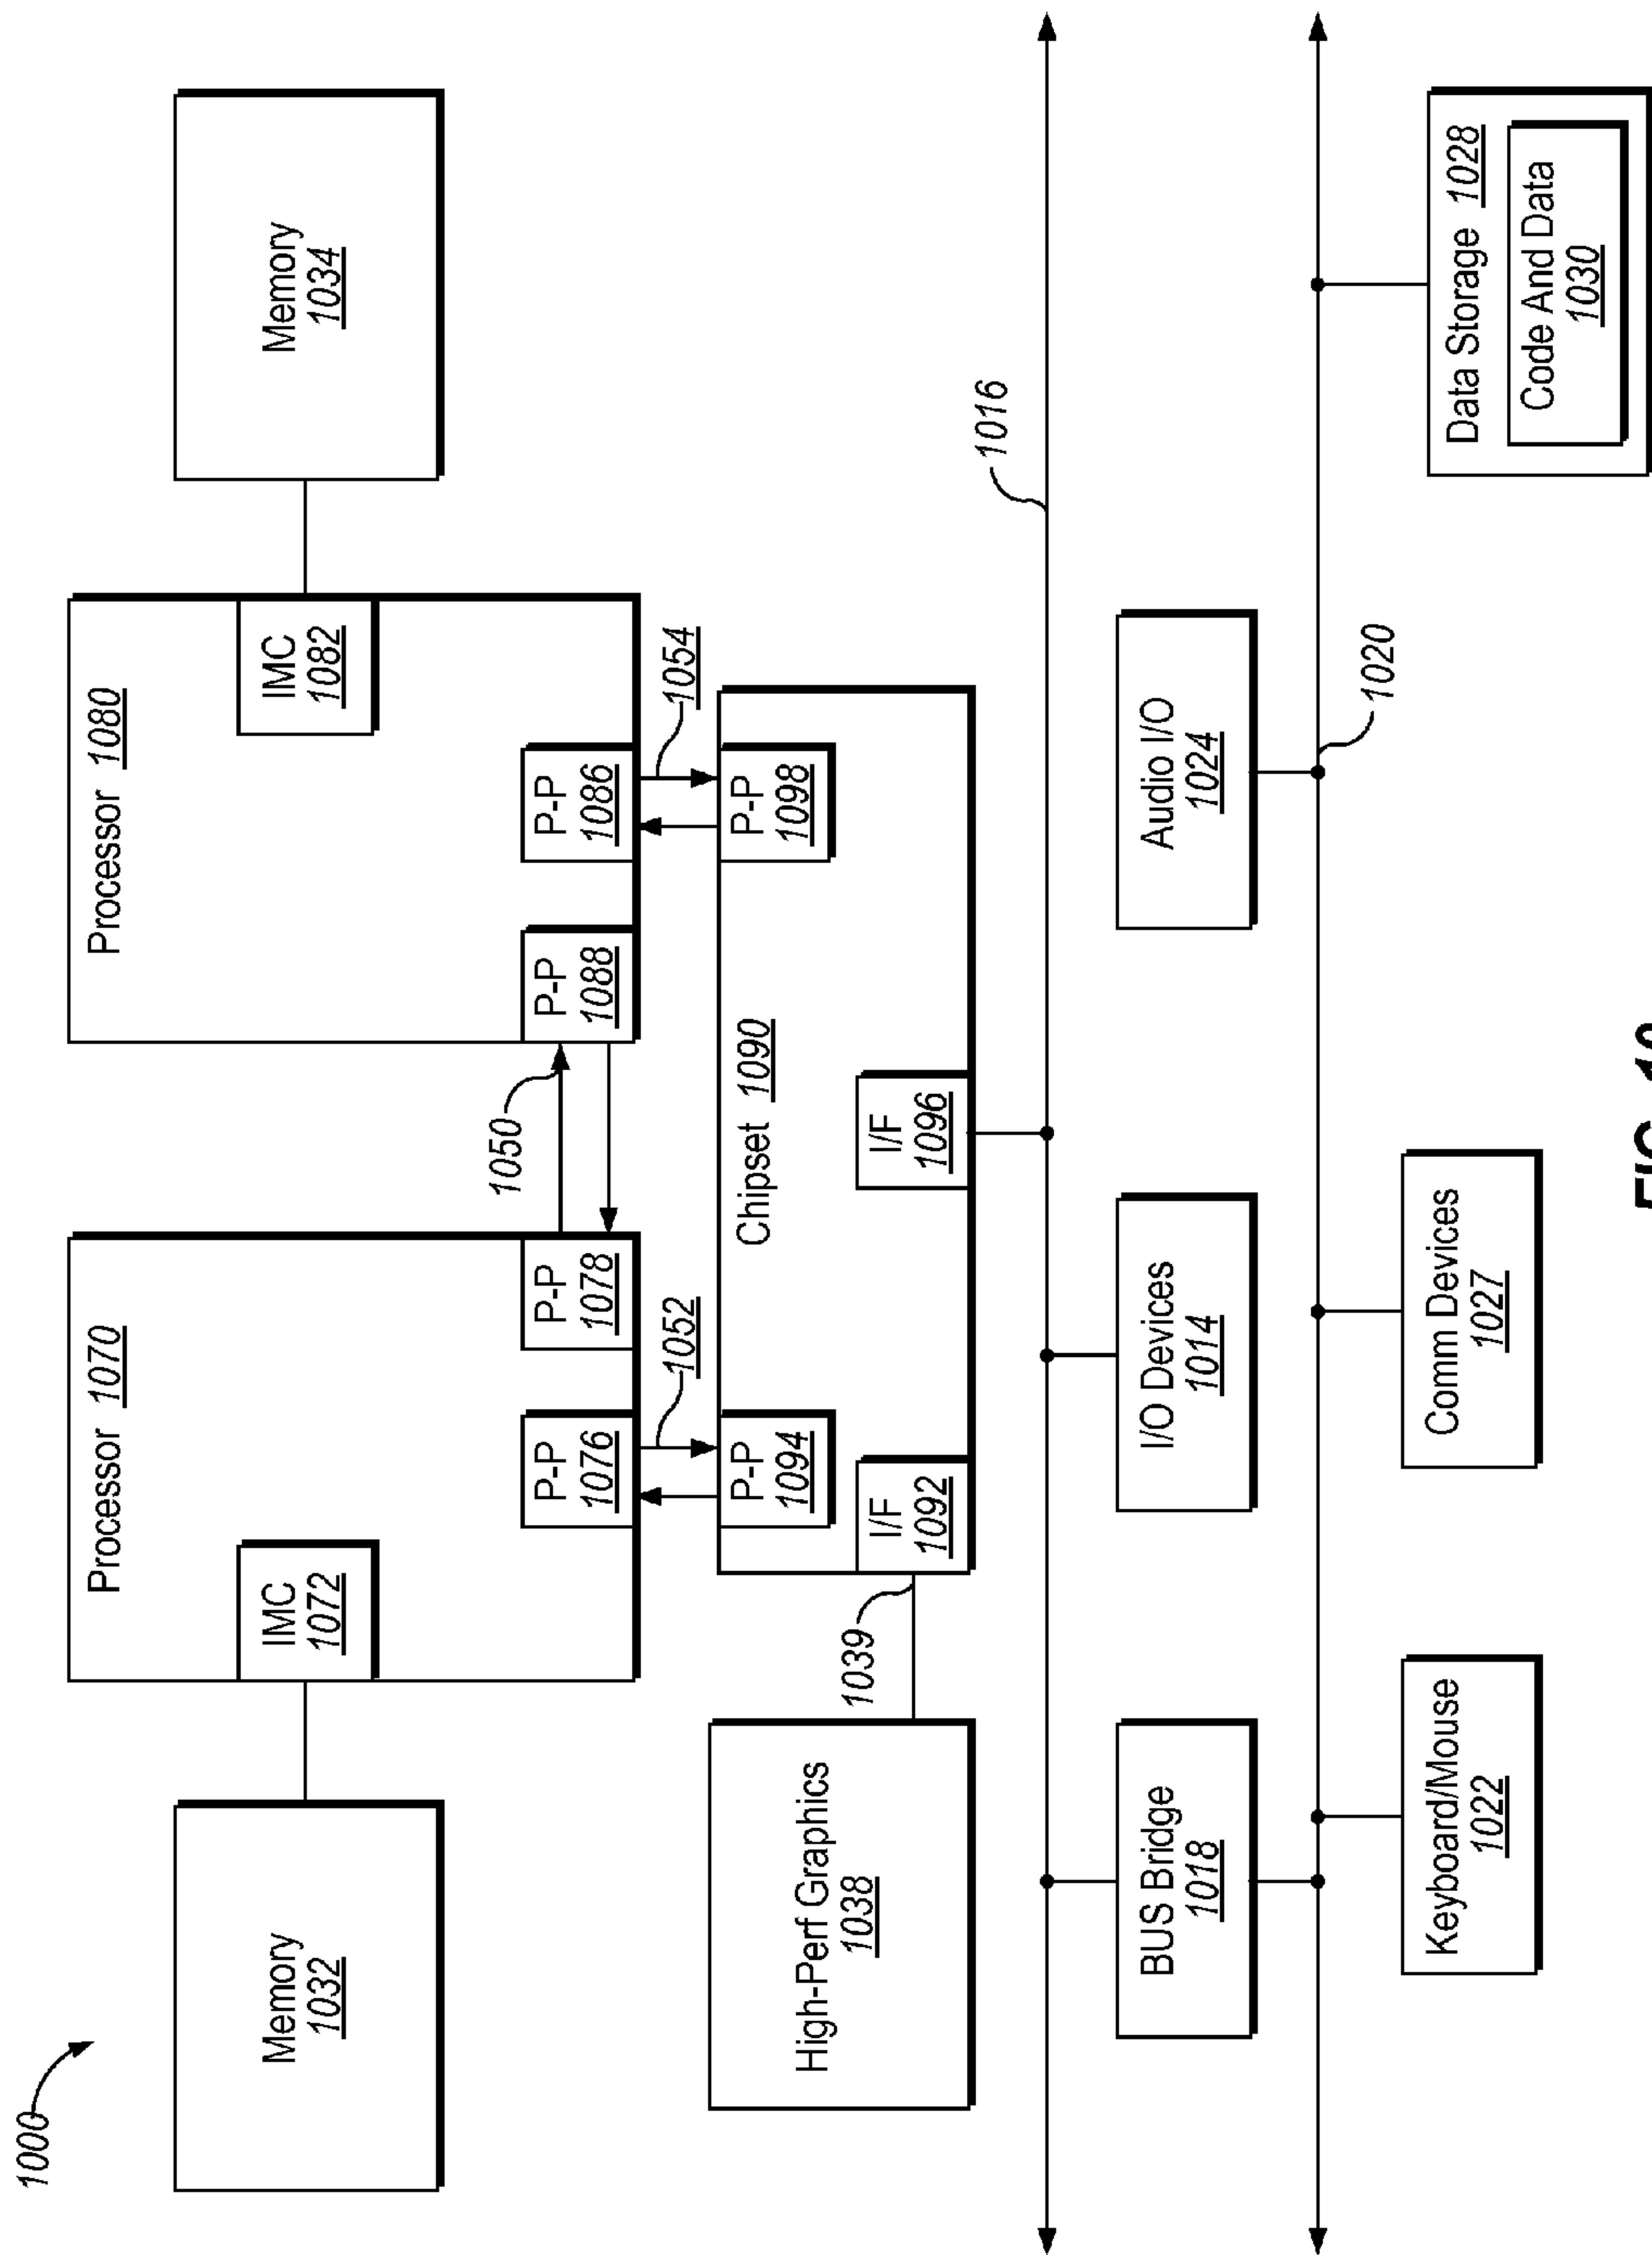 1000
Processor 1070
Processor 1080
Memory
1032
IMC
1072
IMC
1082
Memory
1034
1050
P-P
1076
P-P
1078
P-P
1088
P-P
1086
1052
1054
High-Perf Graphics
1038
1039
P-P
1094
Chipset 1090
P-P
1098
I/F
1092
I/F
1096
1016
BUS Bridge
1018
I/O Devices
1014
Audio I/O
1024
1020
Keyboard/Mouse
1022
Comm Devices
1027
Data Storage 1028
Code And Data
1030
FIG. 10